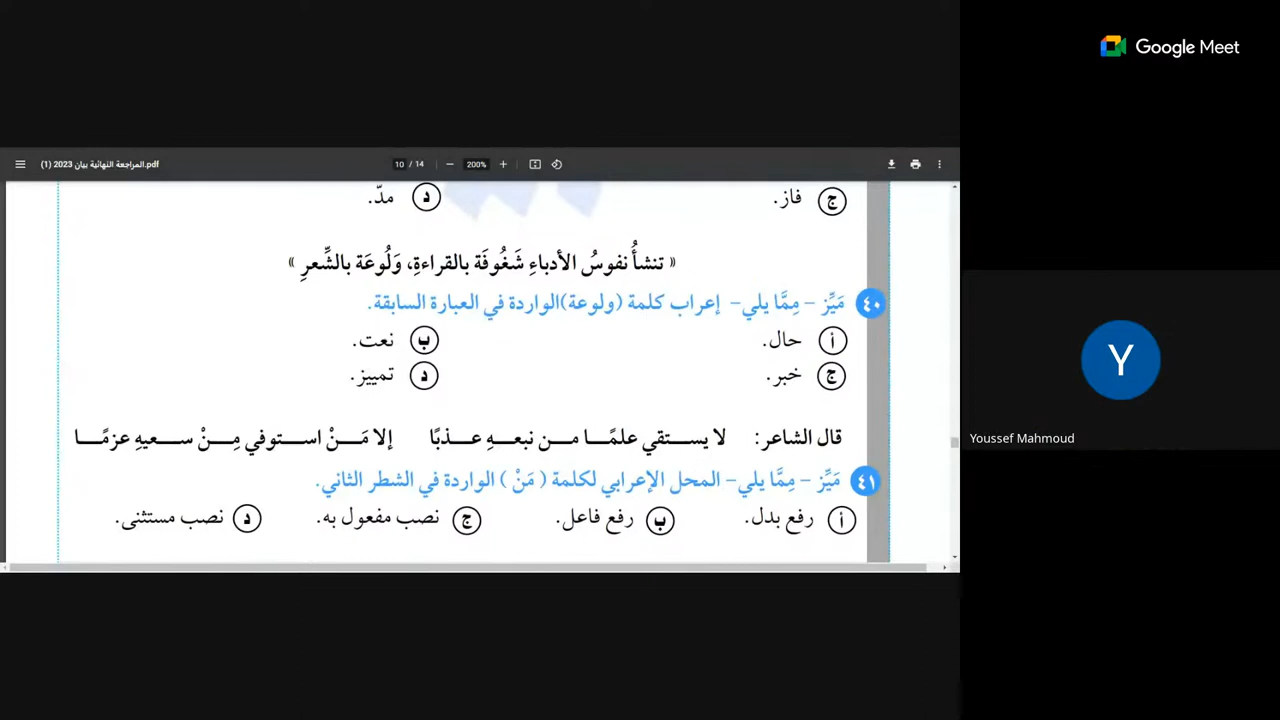 Google Meet
(1) المراجعة النهائية بيان 2023.pdf
10 / 14
200%
ج فاز.
د مدّ.
« تنشأُ نفوسُ الأدباءِ شَغُوفَة بالقراءةِ، وَلُوعَة بالشِّعرِ »
٤٠ مَيِّز - مِمَّا يلي- إعراب كلمة (ولوعة)الواردة في العبارة السابقة.
أ حال.
ب نعت.
ج خبر.
د تمييز.
قال الشاعر: لا يستقي علمًا من نبعهِ عذبًا إلا مَنْ استوفي مِنْ سعيهِ عزمًا
٤١ مَيِّز - مِمَّا يلي- المحل الإعرابي لكلمة ( مَنْ ) الواردة في الشطر الثاني.
أ رفع بدل.
ب رفع فاعل.
ج نصب مفعول به.
د نصب مستثنى.
Y
Youssef Mahmoud